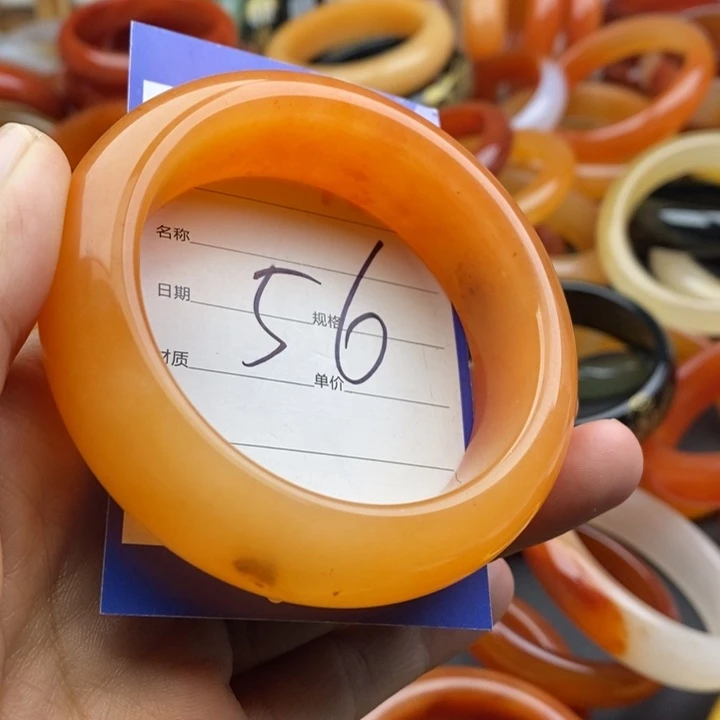 名称
日期 规格
材质 单价
56